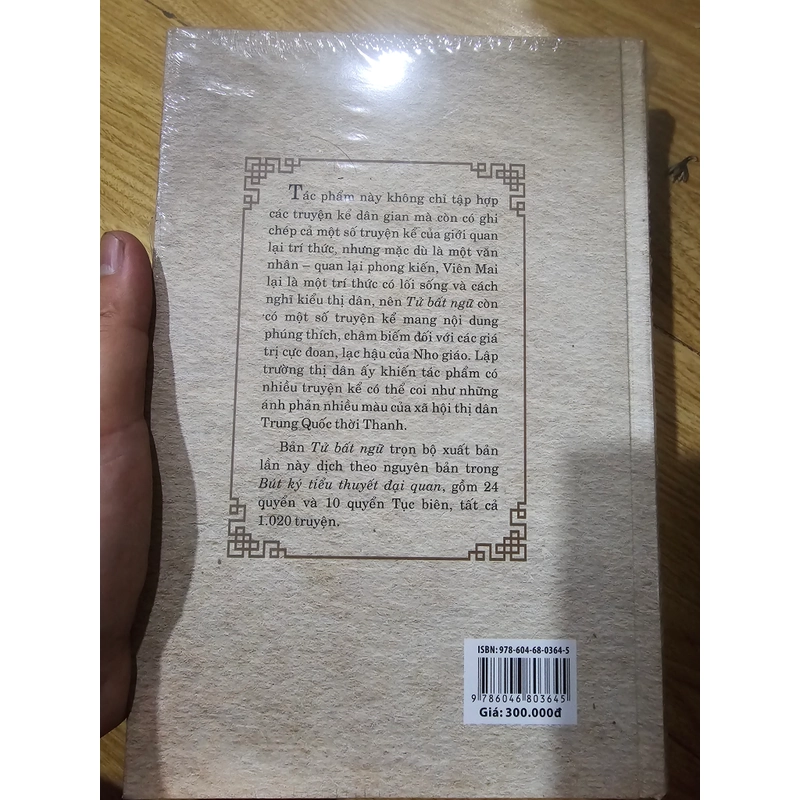 Tác phẩm này không chỉ tập hợp
các truyện kể dân gian mà còn có ghi
chép cả một số truyện kể của giới quan
lại trí thức, nhưng mặc dù là một văn
nhân – quan lại phong kiến, Viên Mai
lại là một trí thức có lối sống và cách
nghĩ kiểu thị dân, nên Tử bất ngữ còn
có một số truyện kể mang nội dung
phúng thích, châm biếm đối với các giá
trị cực đoan, lạc hậu của Nho giáo. Lập
trường thị dân ấy khiến tác phẩm có
nhiều truyện kể có thể coi như những
ánh phản nhiều màu của xã hội thị dân
Trung Quốc thời Thanh.
Bản Tử bất ngữ trọn bộ xuất bản
lần này dịch theo nguyên bản trong
Bút ký tiểu thuyết đại quan, gồm 24
quyển và 10 quyển Tục biên, tất cả
1.020 truyện.
ISBN: 978-604-68-0364-5
9 786046 803645
Giá: 300.000đ